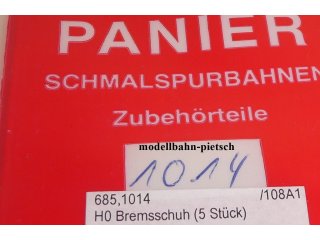 PANIER
SCHMALSPURBAHNEN
Zubehörteile
modellbahn-pietsch
1014
685,1014 /108A1
H0 Bremsschuh (5 Stück)